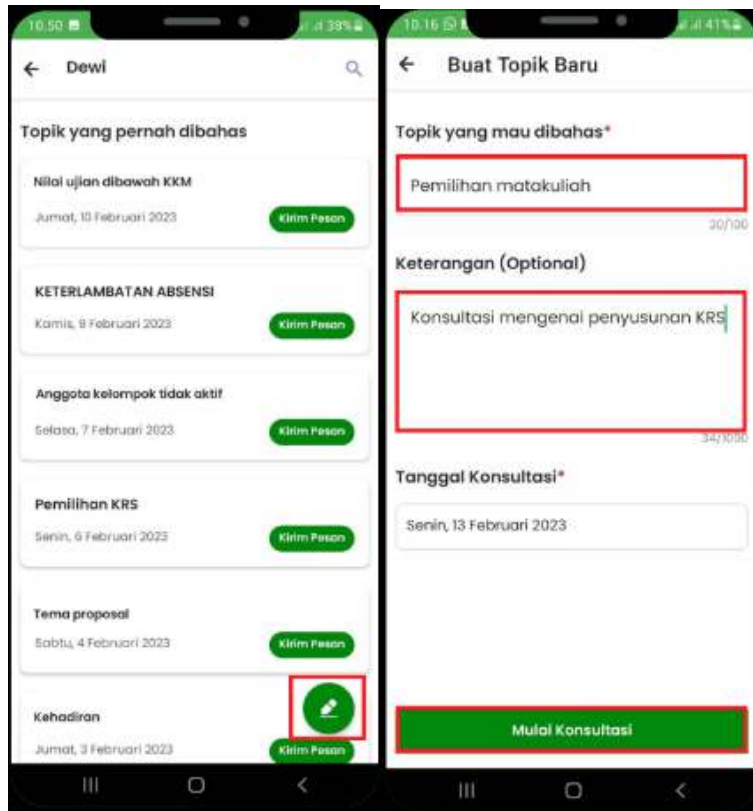 10.50
38%
Dewi
Topik yang pernah dibahas
Nilai ujian dibawah KKM
Jumat, 10 Februari 2023
Kirim Pesan
KETERLAMBATAN ABSENSI
Kamis, 9 Februari 2023
Kirim Pesan
Anggota kelompok tidak aktif
Selasa, 7 Februari 2023
Kirim Pesan
Pemilihan KRS
Senin, 6 Februari 2023
Kirim Pesan
Tema proposal
Sabtu, 4 Februari 2023
Kirim Pesan
Kehadiran
Jumat, 3 Februari 2023
Kirim Pesan
10.16
41%
Buat Topik Baru
Topik yang mau dibahas*
Pemilihan matakuliah
20/100
Keterangan (Optional)
Konsultasi mengenai penyusunan KRS
34/1000
Tanggal Konsultasi*
Senin, 13 Februari 2023
Mulai Konsultasi